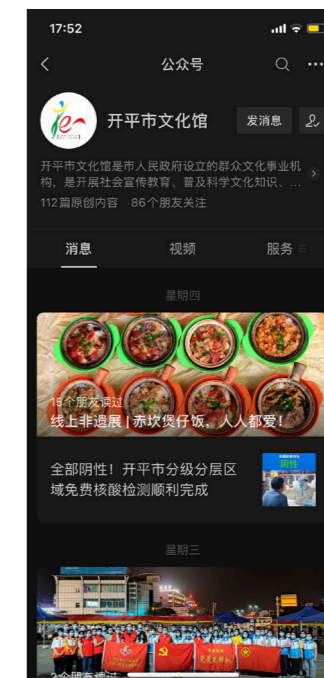 17:52
公众号
开平市文化馆
发消息
开平市文化馆是市人民政府设立的群众文化事业机
构，是开展社会宣传教育、普及科学文化知识、...
112篇原创内容 86个朋友关注
消息 视频 服务
星期四
15个朋友读过
线上非遗展 | 赤坎煲仔饭，人人都爱！
全部阴性！开平市分级分层区
域免费核酸检测顺利完成
阴性
星期三
2个朋友读过